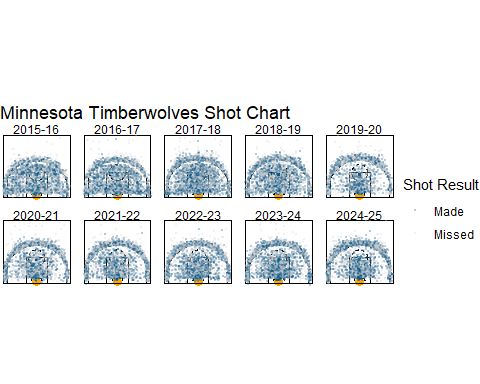 Minnesota Timberwolves Shot Chart
2015-16 2016-17 2017-18 2018-19 2019-20
2020-21 2021-22 2022-23 2023-24 2024-25
Shot Result
Made
Missed